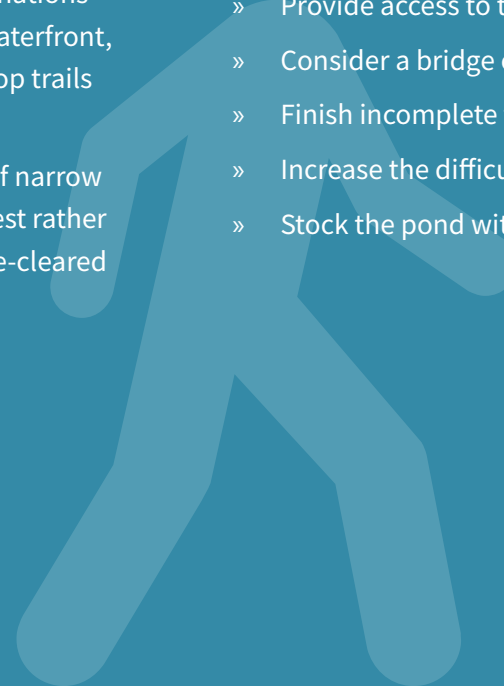 aterfront,
op trails
f narrow
est rather
e-cleared
» Provide access to t
» Consider a bridge
» Finish incomplete
» Increase the difficu
» Stock the pond wit